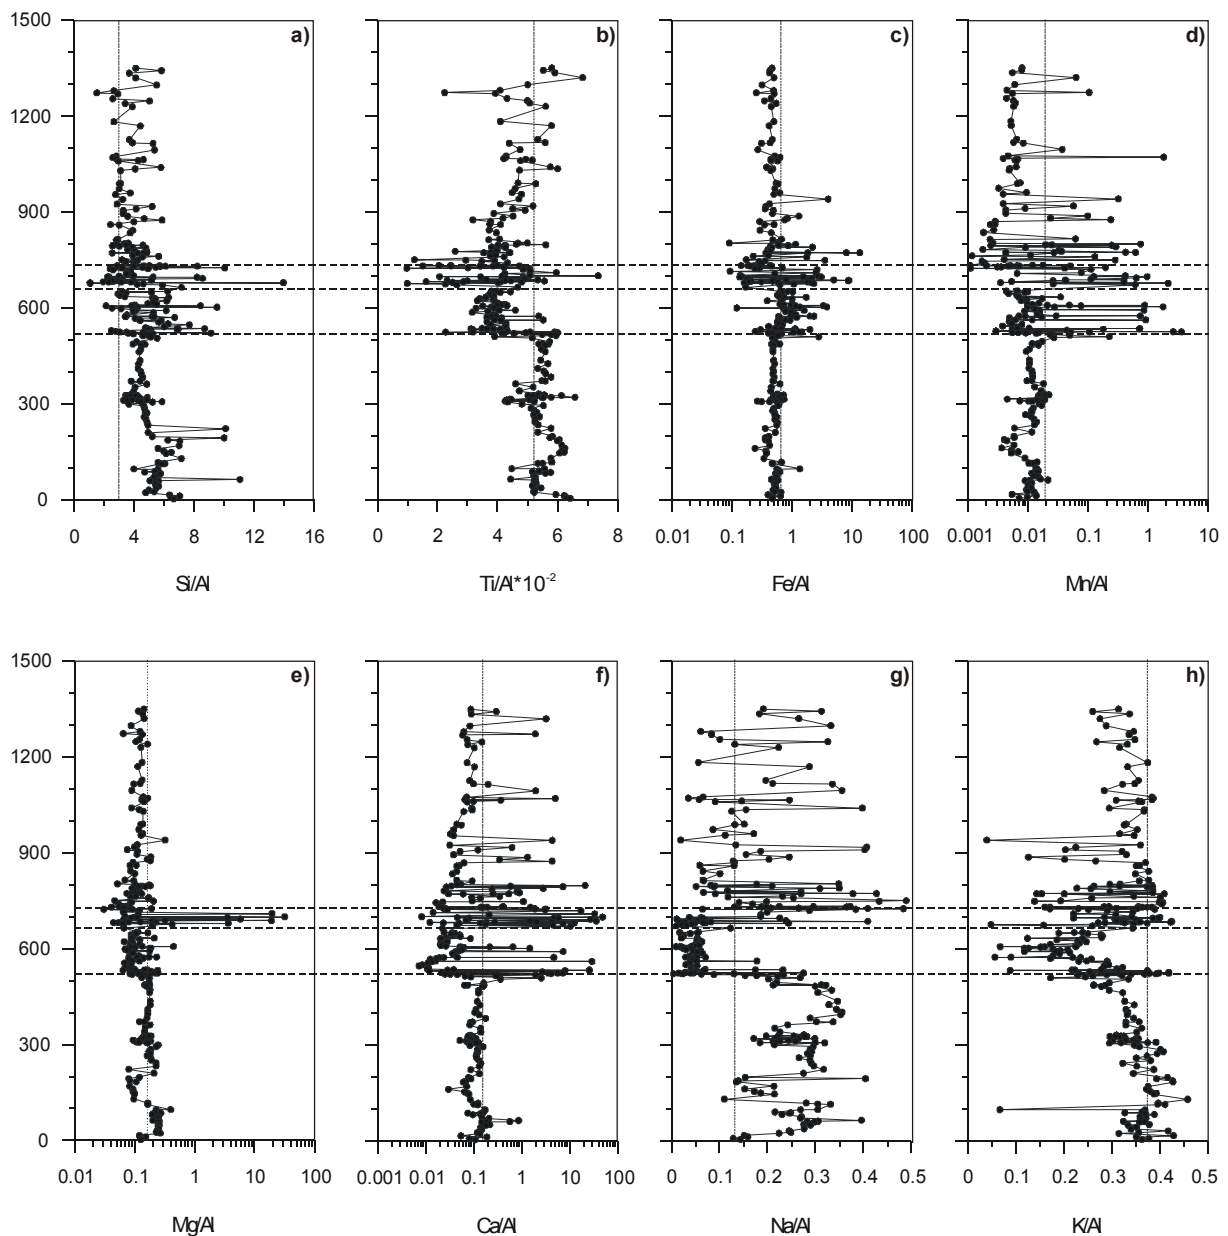 1500 a) b) c) d)
1200
900
600
300
0
0 4 8 12 16 0 2 4 6 8 0.01 0.1 1 10 100 0.001 0.01 0.1 1 10
Si/Al Ti/Al*10-2 Fe/Al Mn/Al
1500 e) f) g) h)
1200
900
600
300
0
0.01 0.1 1 10 100 0.001 0.01 0.1 1 10 100 0 0.1 0.2 0.3 0.4 0.5 0 0.1 0.2 0.3 0.4 0.5
Mg/Al Ca/Al Na/Al K/Al